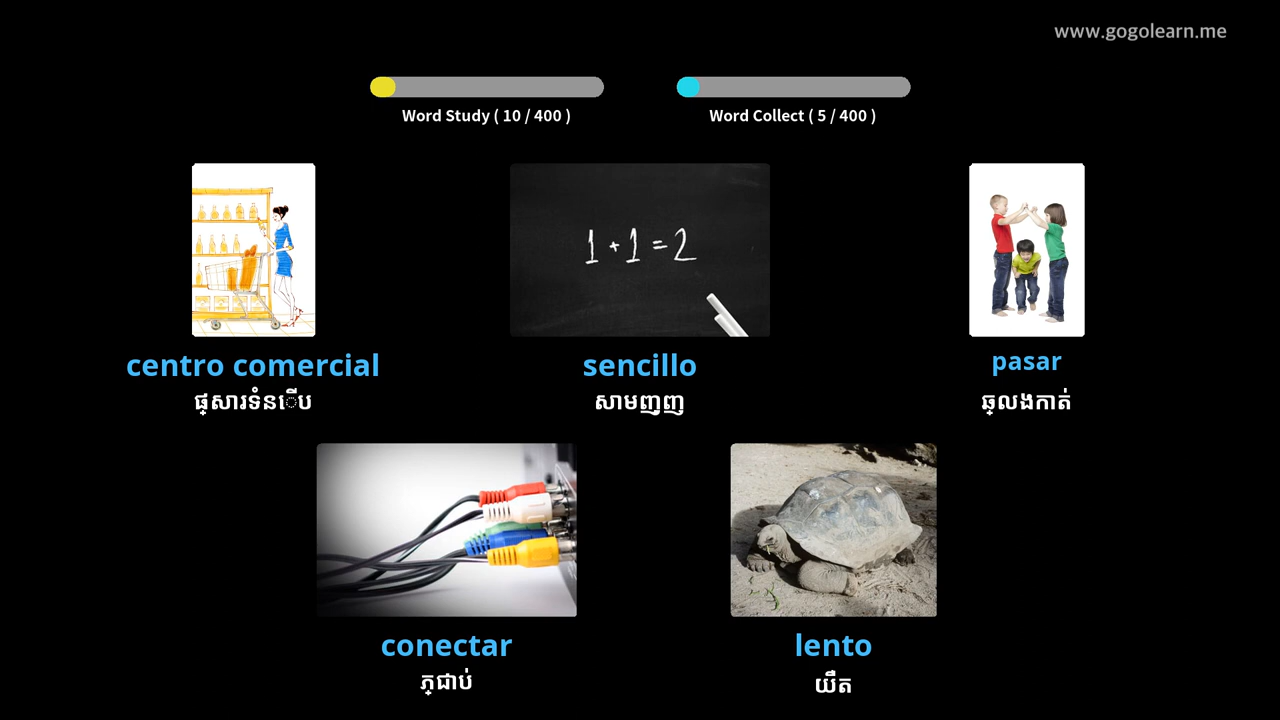 www.gogolearn.me
Word Study ( 10 / 400 )
Word Collect ( 5 / 400 )
1 + 1 = 2
centro comercial
ផ្សារទំនើប
sencillo
សាមញ្ញ
pasar
ឆ្លងកាត់
conectar
ភ្ជាប់
lento
យឺត